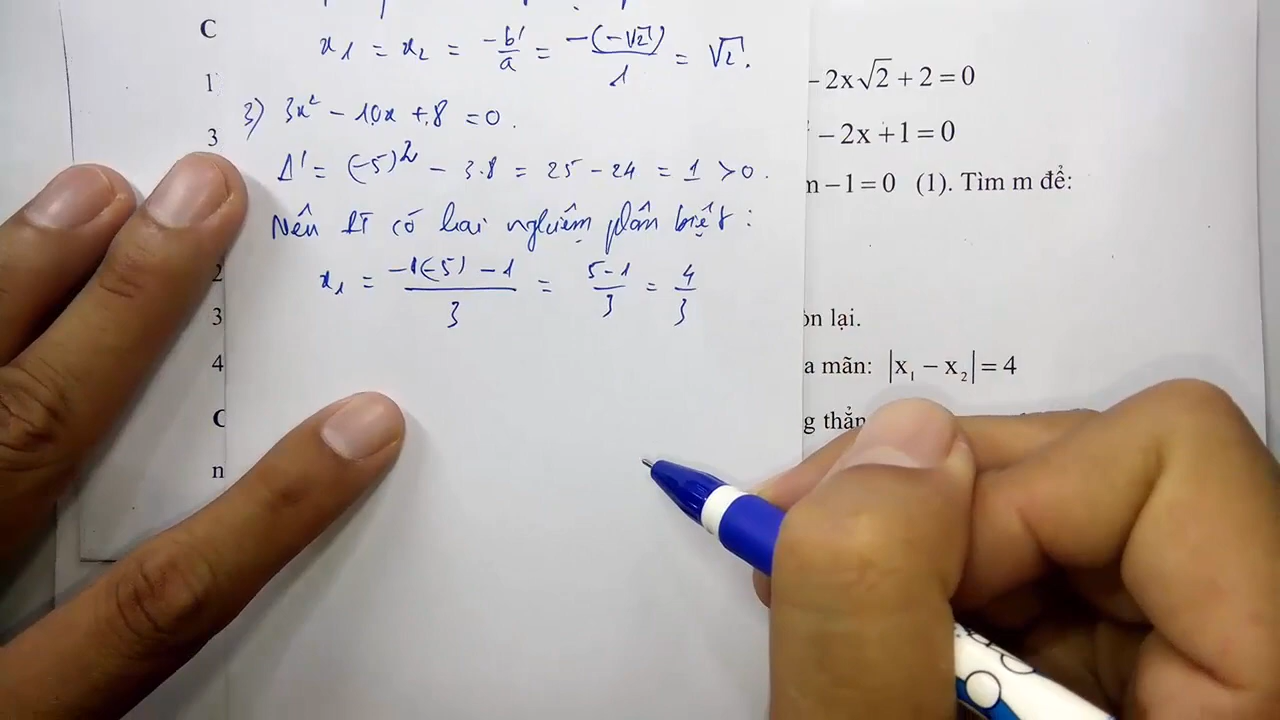 C
x₁ = x₂ = -b'/a = -(-√2)/1 = √2.
- 2x√2 + 2 = 0
1
3) 3x² - 10x + 8 = 0.
- 2x + 1 = 0
3
Δ' = (-5)² - 3.8 = 25 - 24 = 1 > 0.
m - 1 = 0 (1). Tìm m để:
Nên PT có hai nghiệm phân biệt:
2
x₁ = -1(-5) - 1/3 = 5-1/3 = 4/3
3
òn lại.
4
a mãn: |x₁ - x₂| = 4
C
g thẳn
n